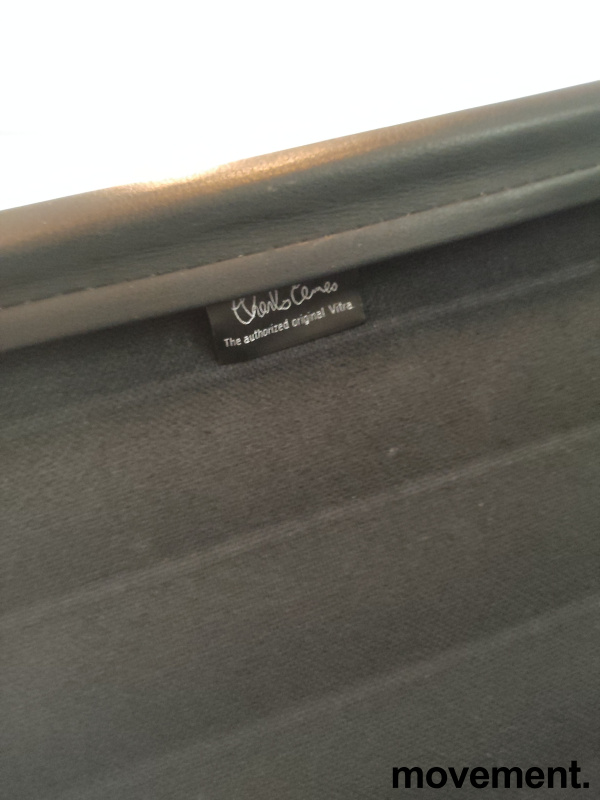 Charles Eames
The authorized original Vitra.
movement.